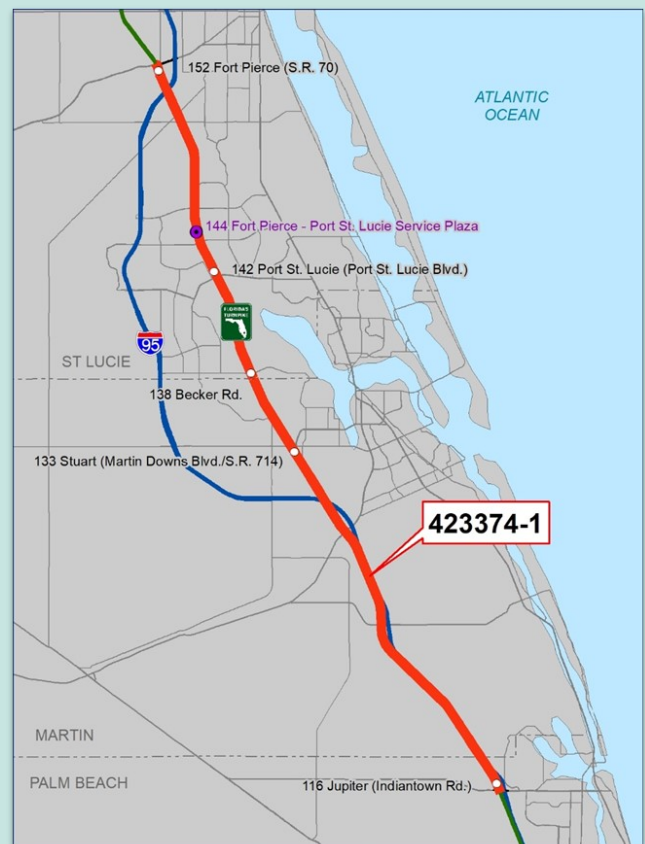 152 Fort Pierce (S.R. 70)
ATLANTIC
OCEAN
144 Fort Pierce - Port St. Lucie Service Plaza
142 Port St. Lucie (Port St. Lucie Blvd.)
FLORIDA'S
TURNPIKE
95
ST LUCIE
138 Becker Rd.
133 Stuart (Martin Downs Blvd./S.R. 714)
423374-1
MARTIN
PALM BEACH
116 Jupiter (Indiantown Rd.)